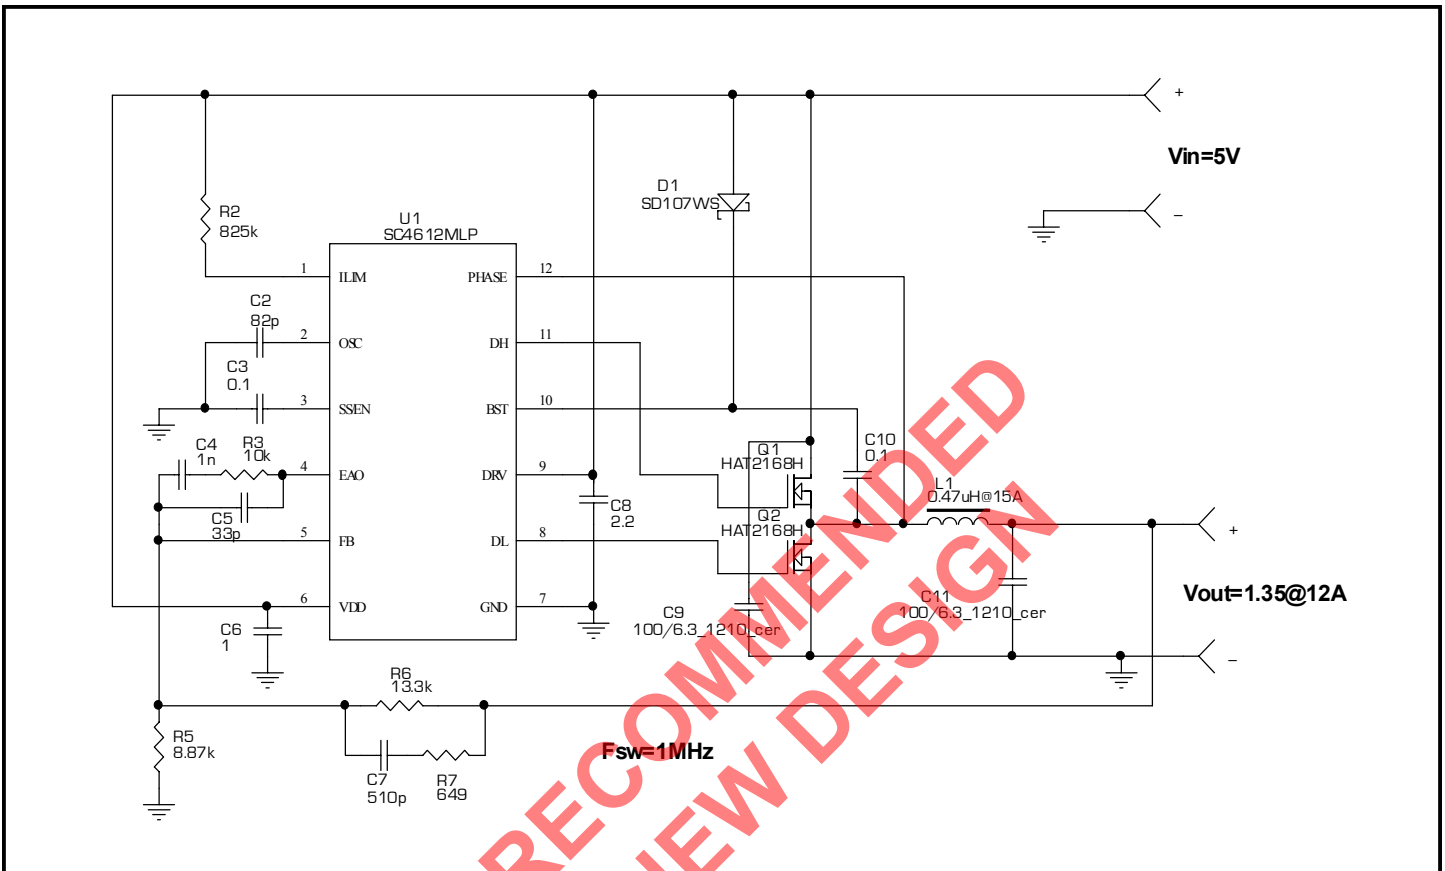 +
Vin=5V
–
D1
SD107WS
R2
825k
U1
SC4612MLP
1
ILIM
PHASE
12
C2
82p
2
OSC
DH
11
C3
0.1
3
SSEN
BST
10
C4
1n
R3
10k
4
EAO
DRV
9
C5
33p
5
FB
DL
8
C8
2.2
6
VDD
GND
7
C6
1
Q1
HAT2168H
C10
0.1
Q2
HAT2168H
L1
0.47uH@15A
+
Vout=1.35@12A
–
C9
100/6.3_1210_cer
C11
100/6.3_1210_cer
R6
13.3k
R5
8.87k
C7
510p
R7
649
Fsw=1MHz
RECOMMENDED
NEW DESIGN